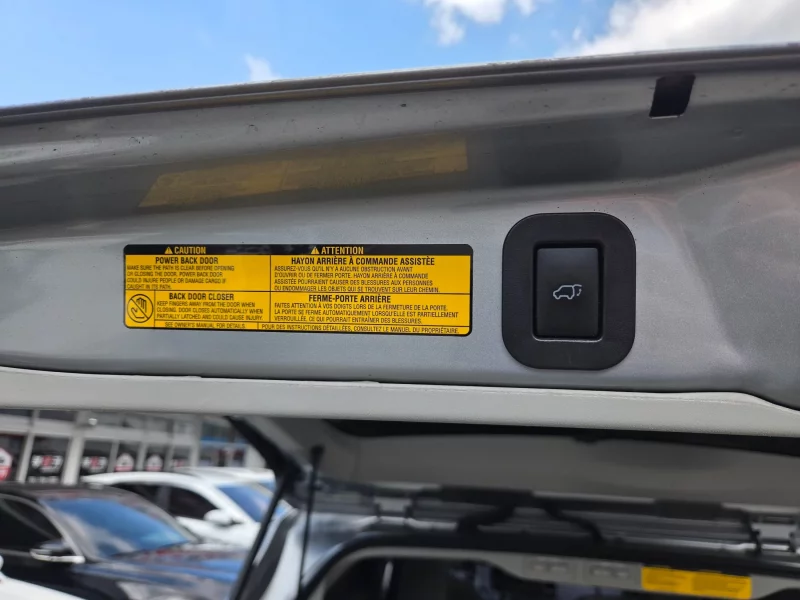 CAUTION
POWER BACK DOOR
MAKE SURE THE PATH IS CLEAR BEFORE OPENING
OR CLOSING THE DOOR. POWER BACK DOOR
COULD INJURE PEOPLE OR DAMAGE CARGO IF
CAUGHT IN ITS PATH.
BACK DOOR CLOSER
KEEP FINGERS AWAY FROM THE DOOR WHEN
CLOSING. DOOR CLOSES AUTOMATICALLY WHEN
PARTIALLY LATCHED AND COULD CAUSE INJURY.
SEE OWNER'S MANUAL FOR DETAILS.
ATTENTION
HAYON ARRIÈRE À COMMANDE ASSISTÉE
ASSUREZ-VOUS QU'IL N'Y A AUCUNE OBSTRUCTION AVANT
D'OUVRIR OU DE FERMER PORTE. HAYON ARRIÈRE À COMMANDE
ASSISTÉE POURRAIENT CAUSER DES BLESSURES AUX PERSONNES
OU ENDOMMAGER LES OBJETS QUI SE TROUVENT SUR LEUR CHEMIN.
FERME-PORTE ARRIÈRE
FAITES ATTENTION À VOS DOIGTS LORS DE LA FERMETURE DE LA PORTE.
LA PORTE SE FERME AUTOMATIQUEMENT LORSQU'ELLE EST PARTIELLEMENT
VERROUILLÉE, CE QUI POURRAIT ENTRAÎNER DES BLESSURES.
POUR DES INSTRUCTIONS DÉTAILLÉES, CONSULTEZ LE MANUEL DU PROPRIÉTAIRE.